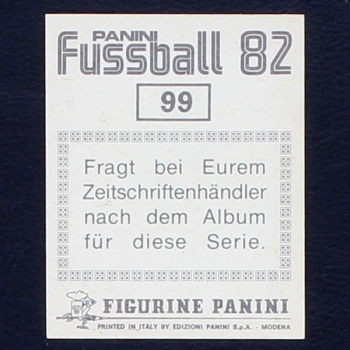 PANINI
Fussball 82
99
Fragt bei Eurem
Zeitschriftenhändler
nach dem Album
für diese Serie.
FIGURINE PANINI
PRINTED IN ITALY BY EDIZIONI PANINI S.p.A. - MODENA